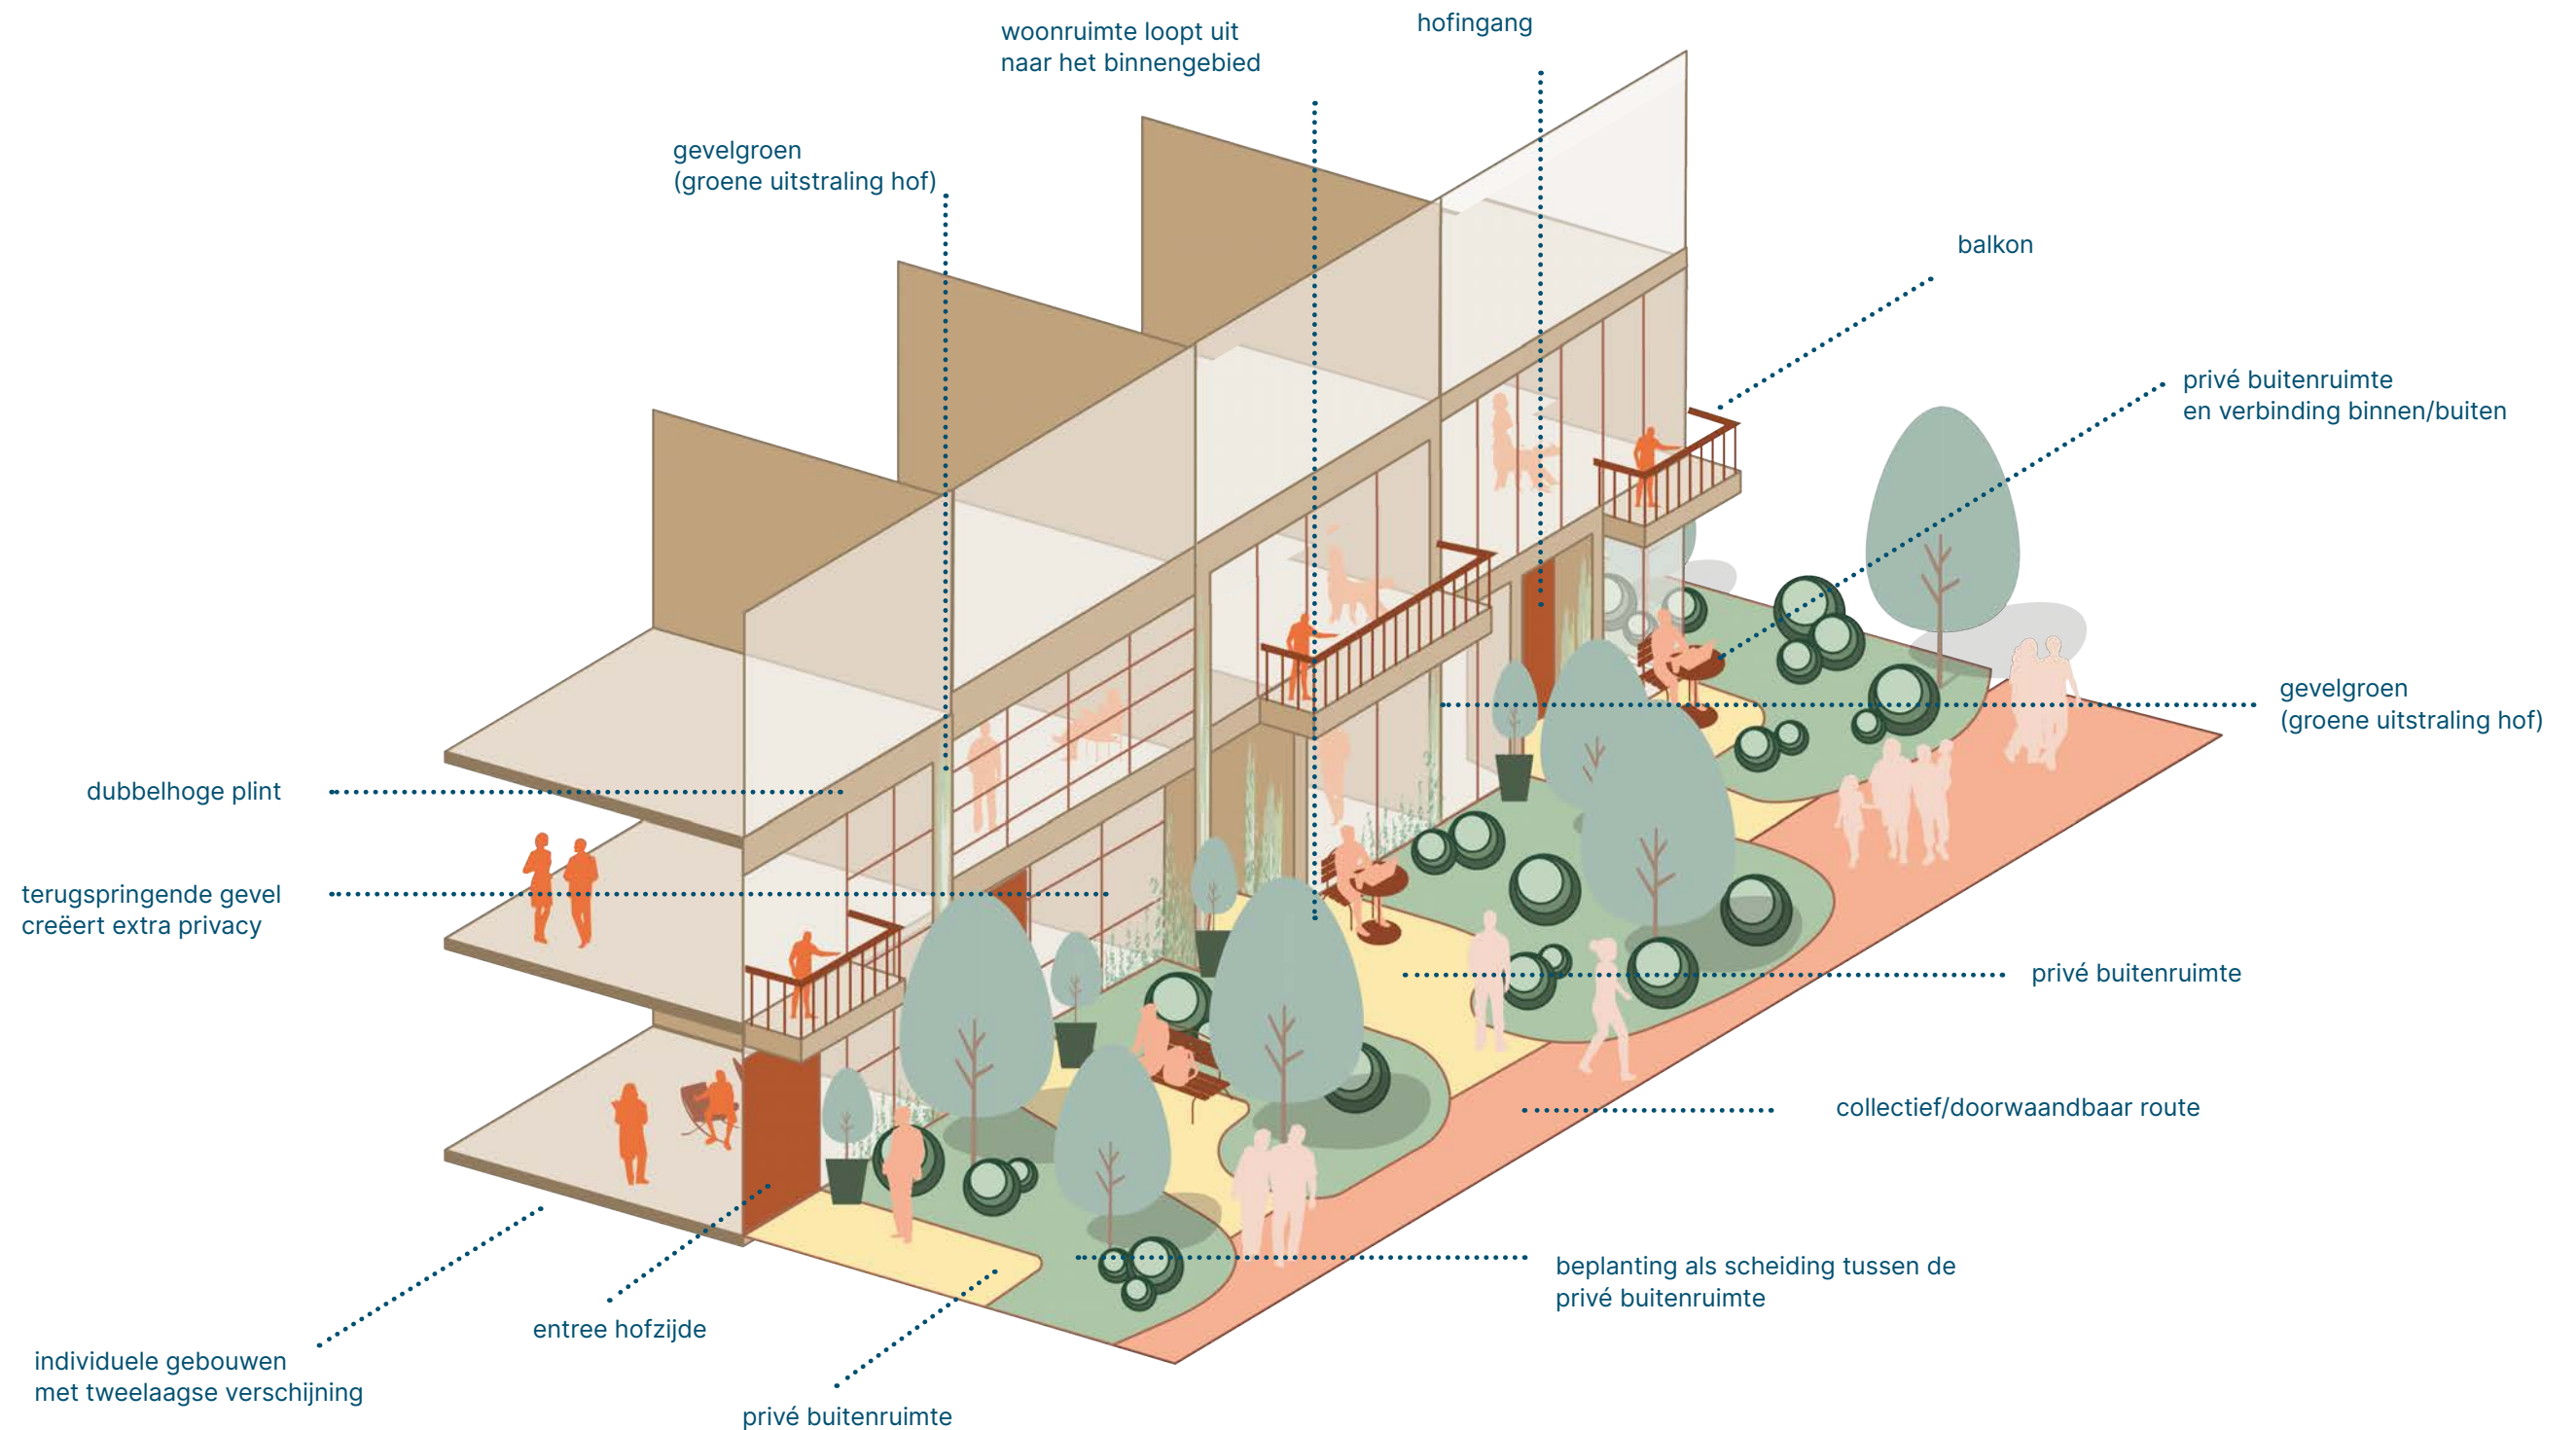 hofingang
woonruimte loopt uit
naar het binnengebied
gevelgroen
(groene uitstraling hof)
balkon
privé buitenruimte
en verbinding binnen/buiten
gevelgroen
(groene uitstraling hof)
dubbelhoge plint
terugspringende gevel
creëert extra privacy
privé buitenruimte
collectief/doorwaandbaar route
beplanting als scheiding tussen de
privé buitenruimte
entree hofzijde
individuele gebouwen
met tweelaagse verschijning
privé buitenruimte